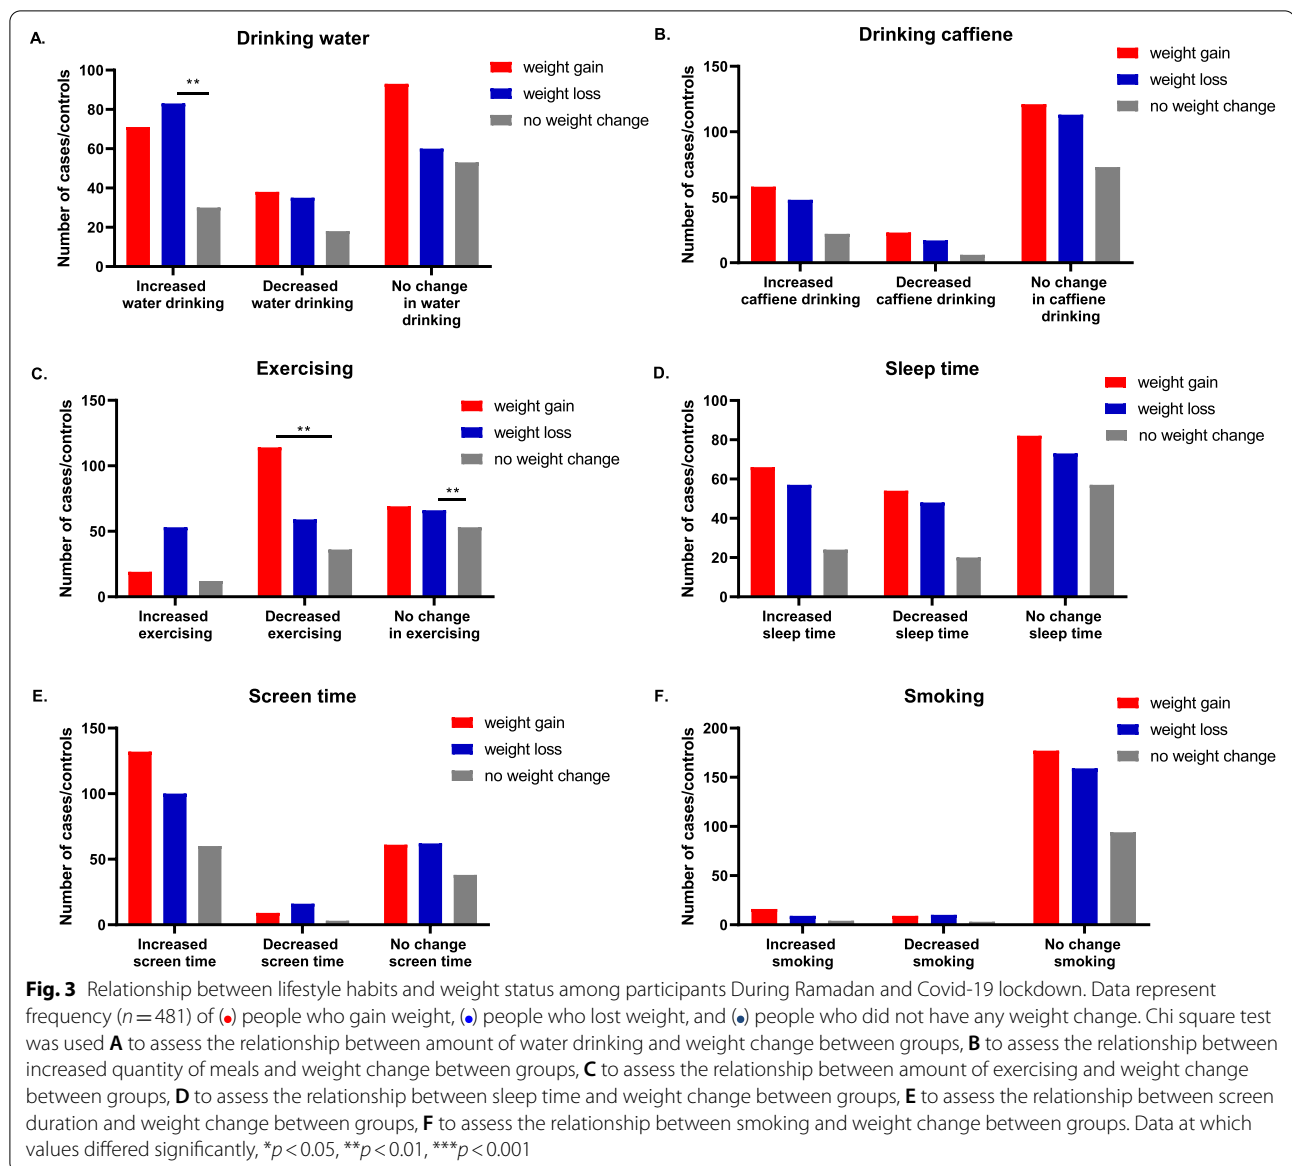 A.
Drinking water
weight gain
weight loss
no weight change
**
Number of cases/controls
100
80
60
40
20
0
Increased
water drinking
Decreased
water drinking
No change
in water
drinking
B.
Drinking caffiene
weight gain
weight loss
no weight change
Number of cases/controls
150
100
50
0
Increased
caffiene drinking
Decreased
caffiene drinking
No change
in caffiene
drinking
C.
Exercising
weight gain
weight loss
no weight change
**
**
Number of cases/controls
150
100
50
0
Increased
exercising
Decreased
exercising
No change
in exercising
D.
Sleep time
weight gain
weight loss
no weight change
Number of cases/controls
100
80
60
40
20
0
Increased
sleep time
Decreased
sleep time
No change
sleep time
E.
Screen time
weight gain
weight loss
no weight change
Number of cases/controls
150
100
50
0
Increased
screen time
Decreased
screen time
No change
screen time
F.
Smoking
weight gain
weight loss
no weight change
Number of cases/controls
200
150
100
50
0
Increased
smoking
Decreased
smoking
No change
smoking
Fig. 3 Relationship between lifestyle habits and weight status among participants During Ramadan and Covid-19 lockdown. Data represent
frequency (n = 481) of (●) people who gain weight, (●) people who lost weight, and (●) people who did not have any weight change. Chi square test
was used A to assess the relationship between amount of water drinking and weight change between groups, B to assess the relationship between
increased quantity of meals and weight change between groups, C to assess the relationship between amount of exercising and weight change
between groups, D to assess the relationship between sleep time and weight change between groups, E to assess the relationship between screen
duration and weight change between groups, F to assess the relationship between smoking and weight change between groups. Data at which
values differed significantly, *p < 0.05, **p < 0.01, ***p < 0.001